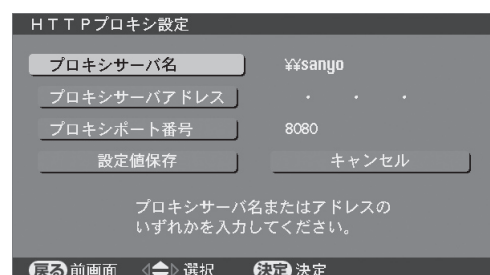 ＨＴＴＰプロキシ設定
プロキシサーバ名 ¥¥sanyo
プロキシサーバアドレス ・ ・ ・
プロキシポート番号 8080
設定値保存 キャンセル
プロキシサーバ名またはアドレスの
いずれかを入力してください。
戻る 前画面 選択 決定 決定